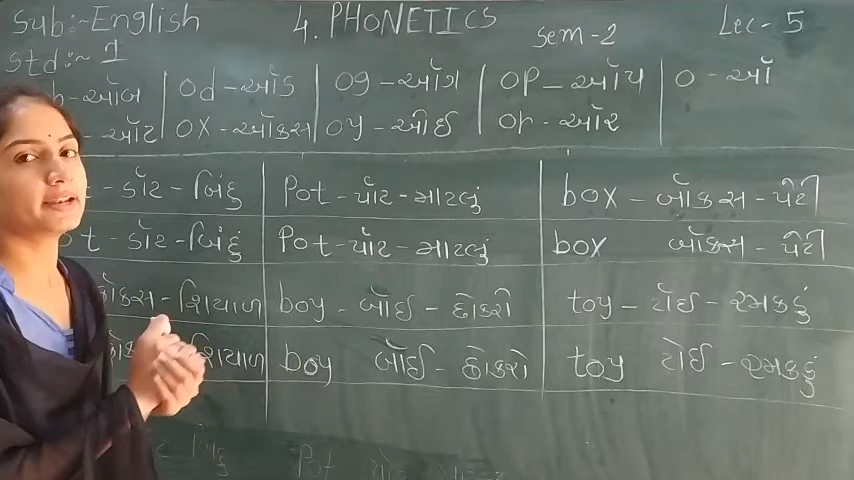 Sub:~English 4. PHONETICS Sem-2 Lec-5
Std:~1
b-ઑબ od-ઑડ og-ઑગ op-ઑપ o-ઑ
-ઑટ ox-ઑક્સ oy-ઑઈ or-ઑર
t-ડૉટ-બિંદુ Pot-પૉટ-માટલું box-બૉક્સ-પેટી
ot-ડૉટ-બિંદુ Pot-પૉટ-માટલું box બૉક્સ-પેટી
ફૉક્સ-શિયાળ boy-બૉઈ-છોકરો toy-ટૉઈ-રમકડું
ફૉક્સ-શિયાળ boy બૉઈ-છોકરો toy ટૉઈ-રમકડું
Pot